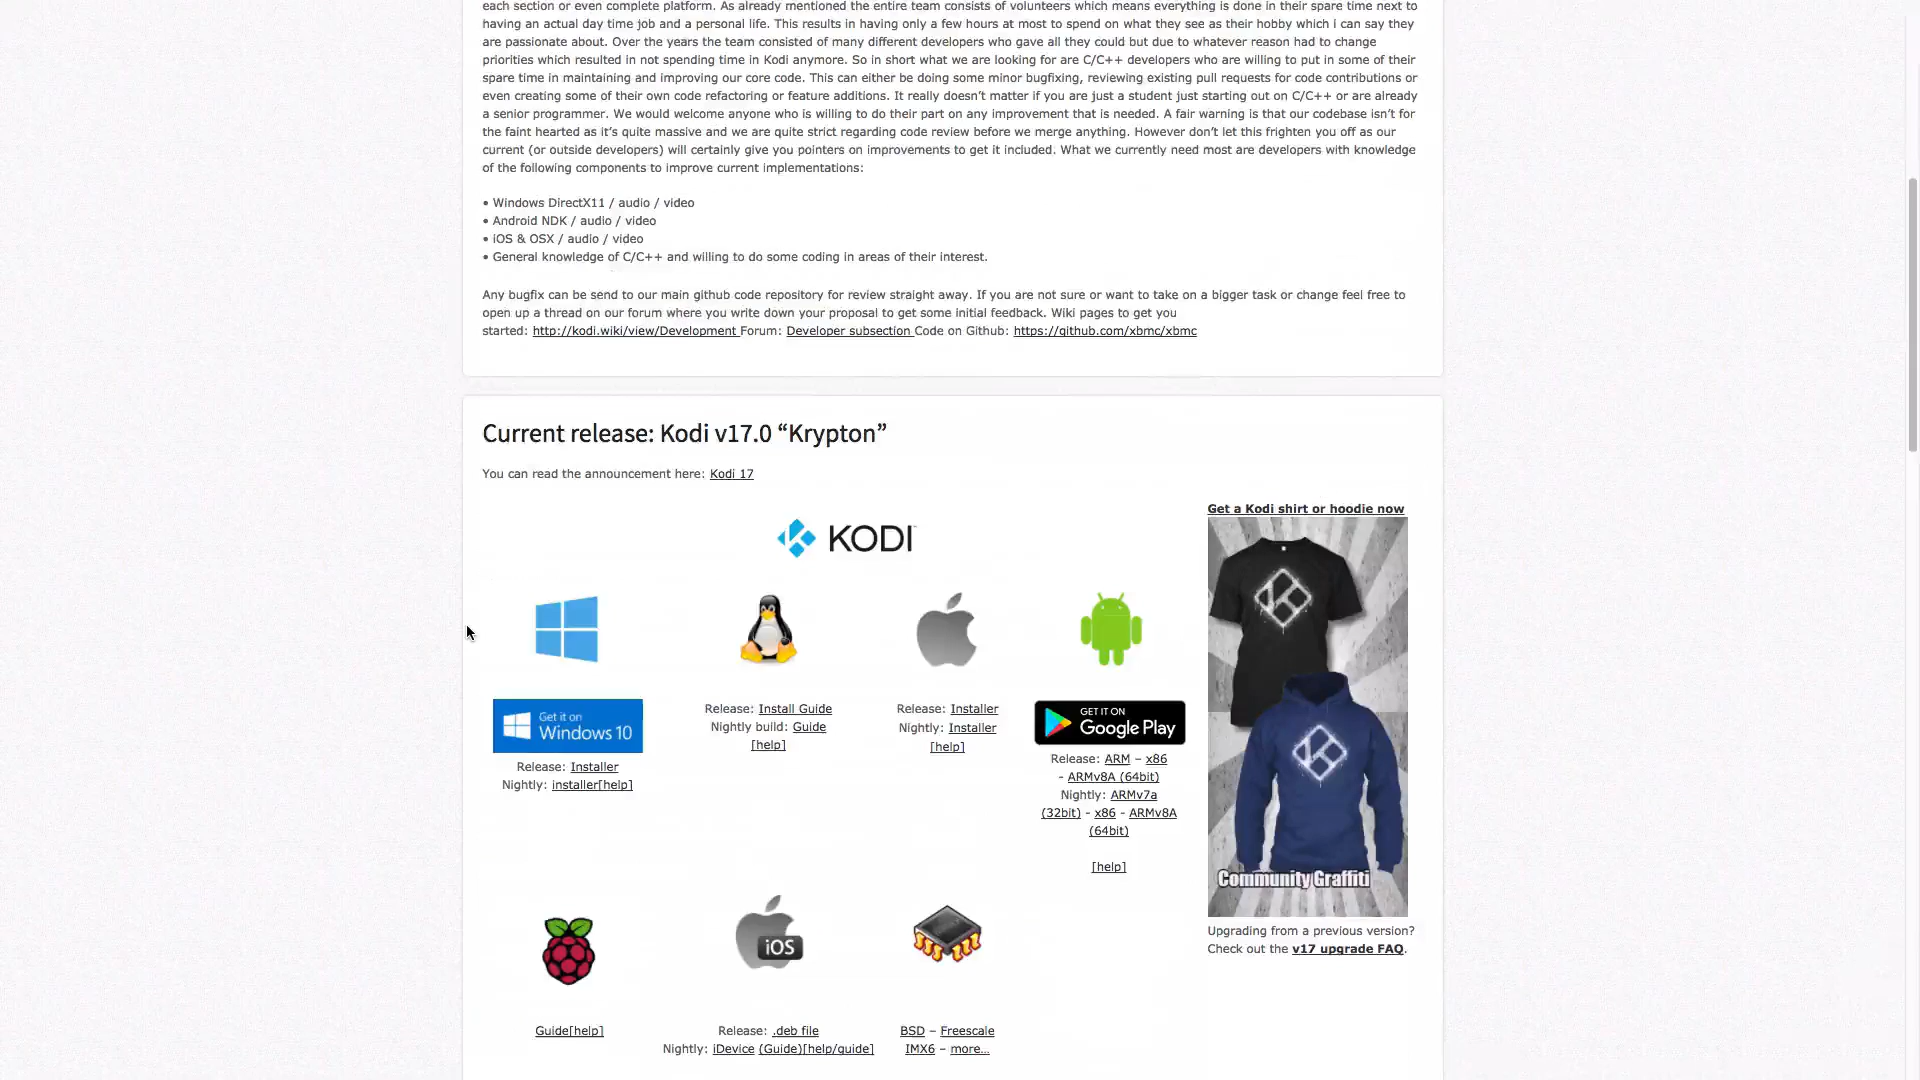 each section or even complete platform. As already mentioned the entire team consists of volunteers which means everything is done in their spare time next to
having an actual day time job and a personal life. This results in having only a few hours at most to spend on what they see as their hobby which i can say they
are passionate about. Over the years the team consisted of many different developers who gave all they could but due to whatever reason had to change
priorities which resulted in not spending time in Kodi anymore. So in short what we are looking for are C/C++ developers who are willing to put in some of their
spare time in maintaining and improving our core code. This can either be doing some minor bugfixing, reviewing existing pull requests for code contributions or
even creating some of their own code refactoring or feature additions. It really doesn’t matter if you are just a student just starting out on C/C++ or are already
a senior programmer. We would welcome anyone who is willing to do their part on any improvement that is needed. A fair warning is that our codebase isn’t for
the faint hearted as it’s quite massive and we are quite strict regarding code review before we merge anything. However don’t let this frighten you off as our
current (or outside developers) will certainly give you pointers on improvements to get it included. What we currently need most are developers with knowledge
of the following components to improve current implementations:
• Windows DirectX11 / audio / video
• Android NDK / audio / video
• iOS & OSX / audio / video
• General knowledge of C/C++ and willing to do some coding in areas of their interest.
Any bugfix can be send to our main github code repository for review straight away. If you are not sure or want to take on a bigger task or change feel free to
open up a thread on our forum where you write down your proposal to get some initial feedback. Wiki pages to get you
started: http://kodi.wiki/view/Development Forum: Developer subsection Code on Github: https://github.com/xbmc/xbmc
Current release: Kodi v17.0 “Krypton”
You can read the announcement here: Kodi 17
KODI
Get it on
Windows 10
Release: Installer
Nightly: installer[help]
Release: Install Guide
Nightly build: Guide
[help]
Release: Installer
Nightly: Installer
[help]
GET IT ON
Google Play
Release: ARM – x86
- ARMv8A (64bit)
Nightly: ARMv7a
(32bit) - x86 - ARMv8A
(64bit)
[help]
Guide[help]
iOS
Release: .deb file
Nightly: iDevice (Guide)[help/guide]
BSD – Freescale
IMX6 – more...
Get a Kodi shirt or hoodie now
Community Graffiti
Upgrading from a previous version?
Check out the v17 upgrade FAQ.